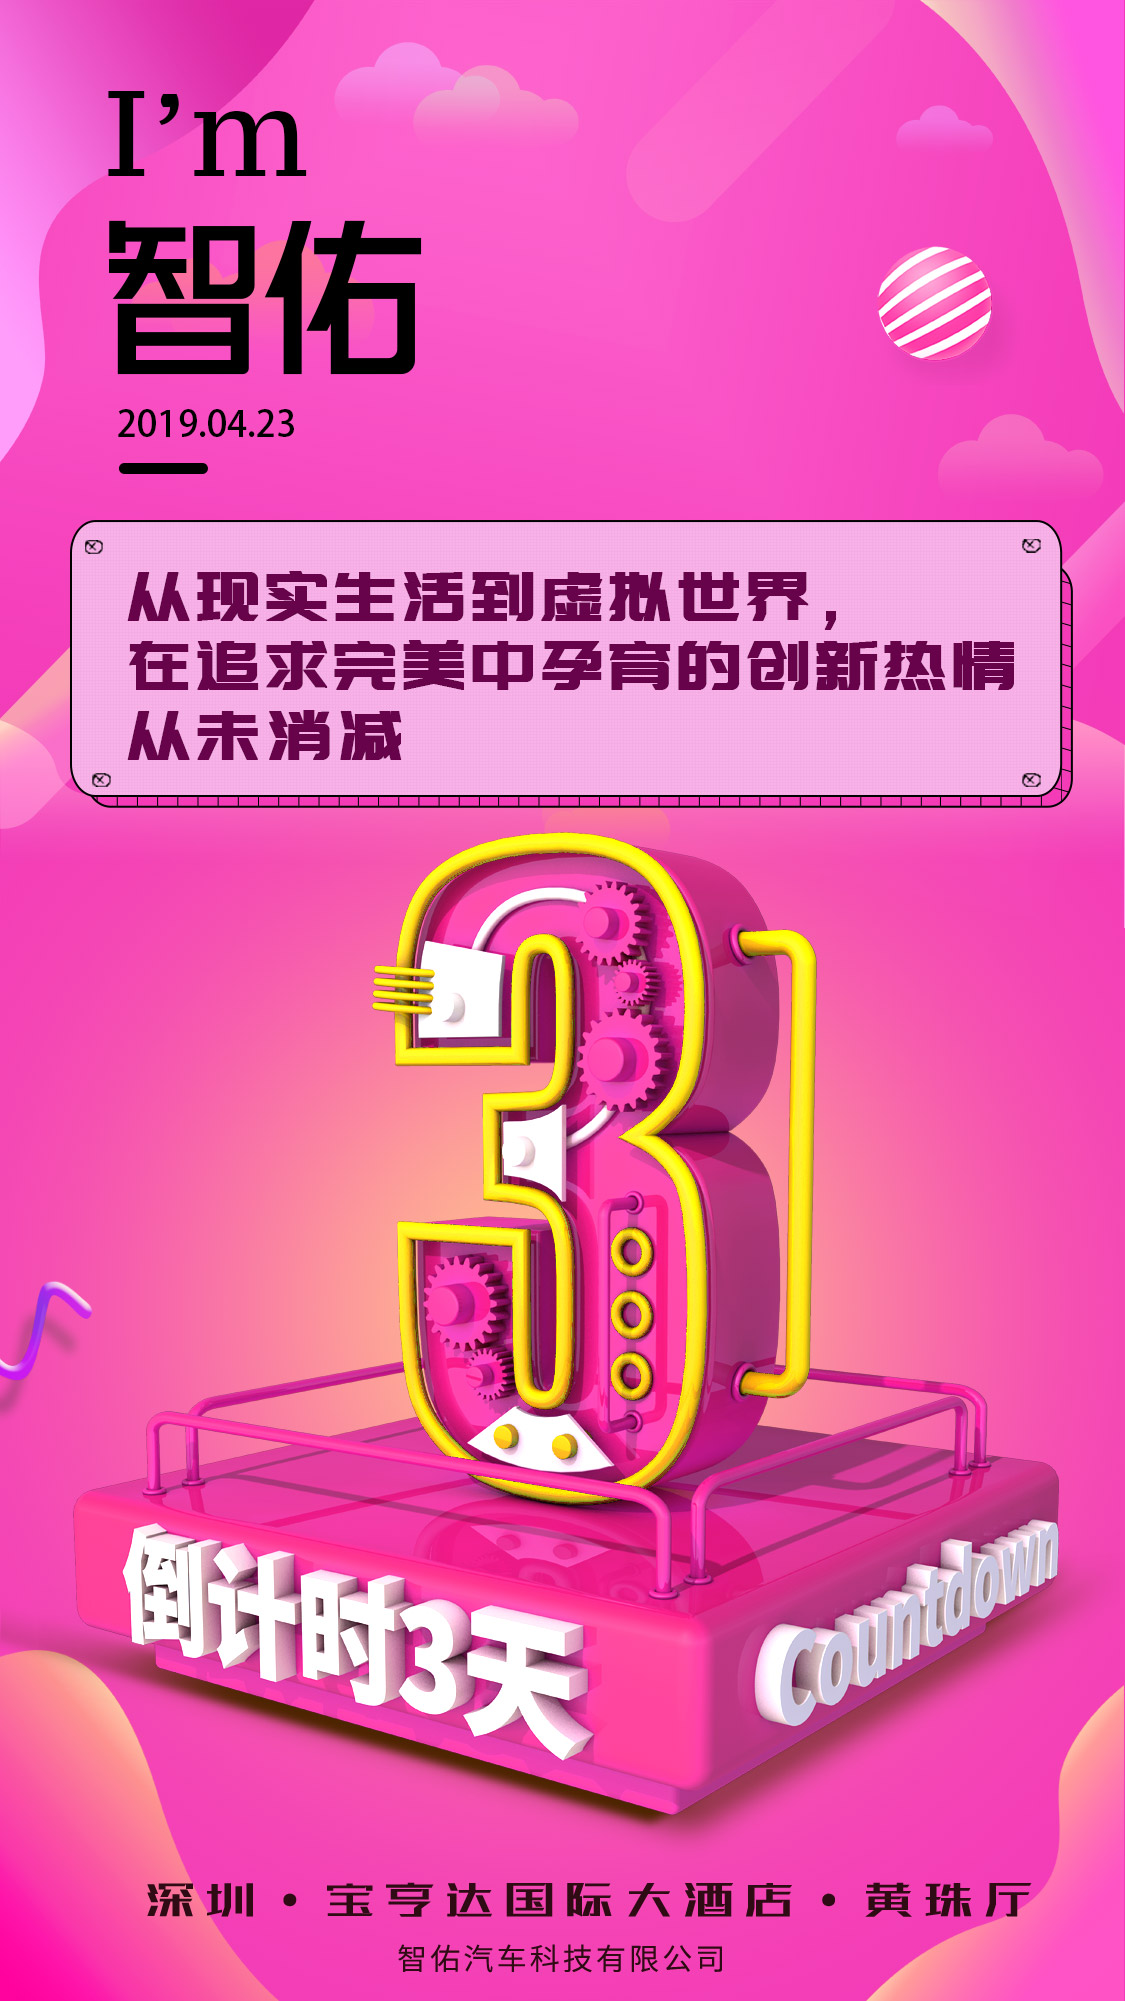 I’m
智佑
2019.04.23
从现实生活到虚拟世界，
在追求完美中孕育的创新热情
从未消减
3
倒计时3天
Countdown
深圳·宝亨达国际大酒店·黄珠厅
智佑汽车科技有限公司